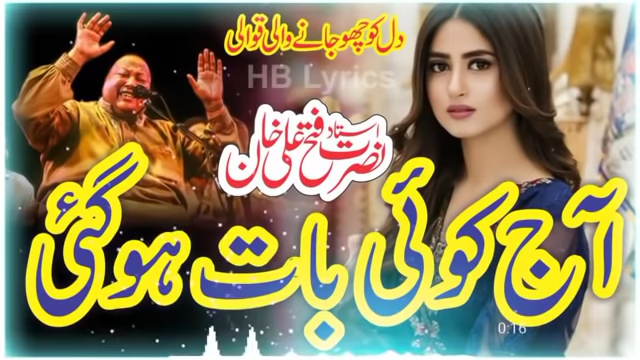 دل کو چھو جانے والی قوالی
HB Lyrics
استاد
نصرت فتح علی خان
آج کوئی بات ہو گئی
0:16